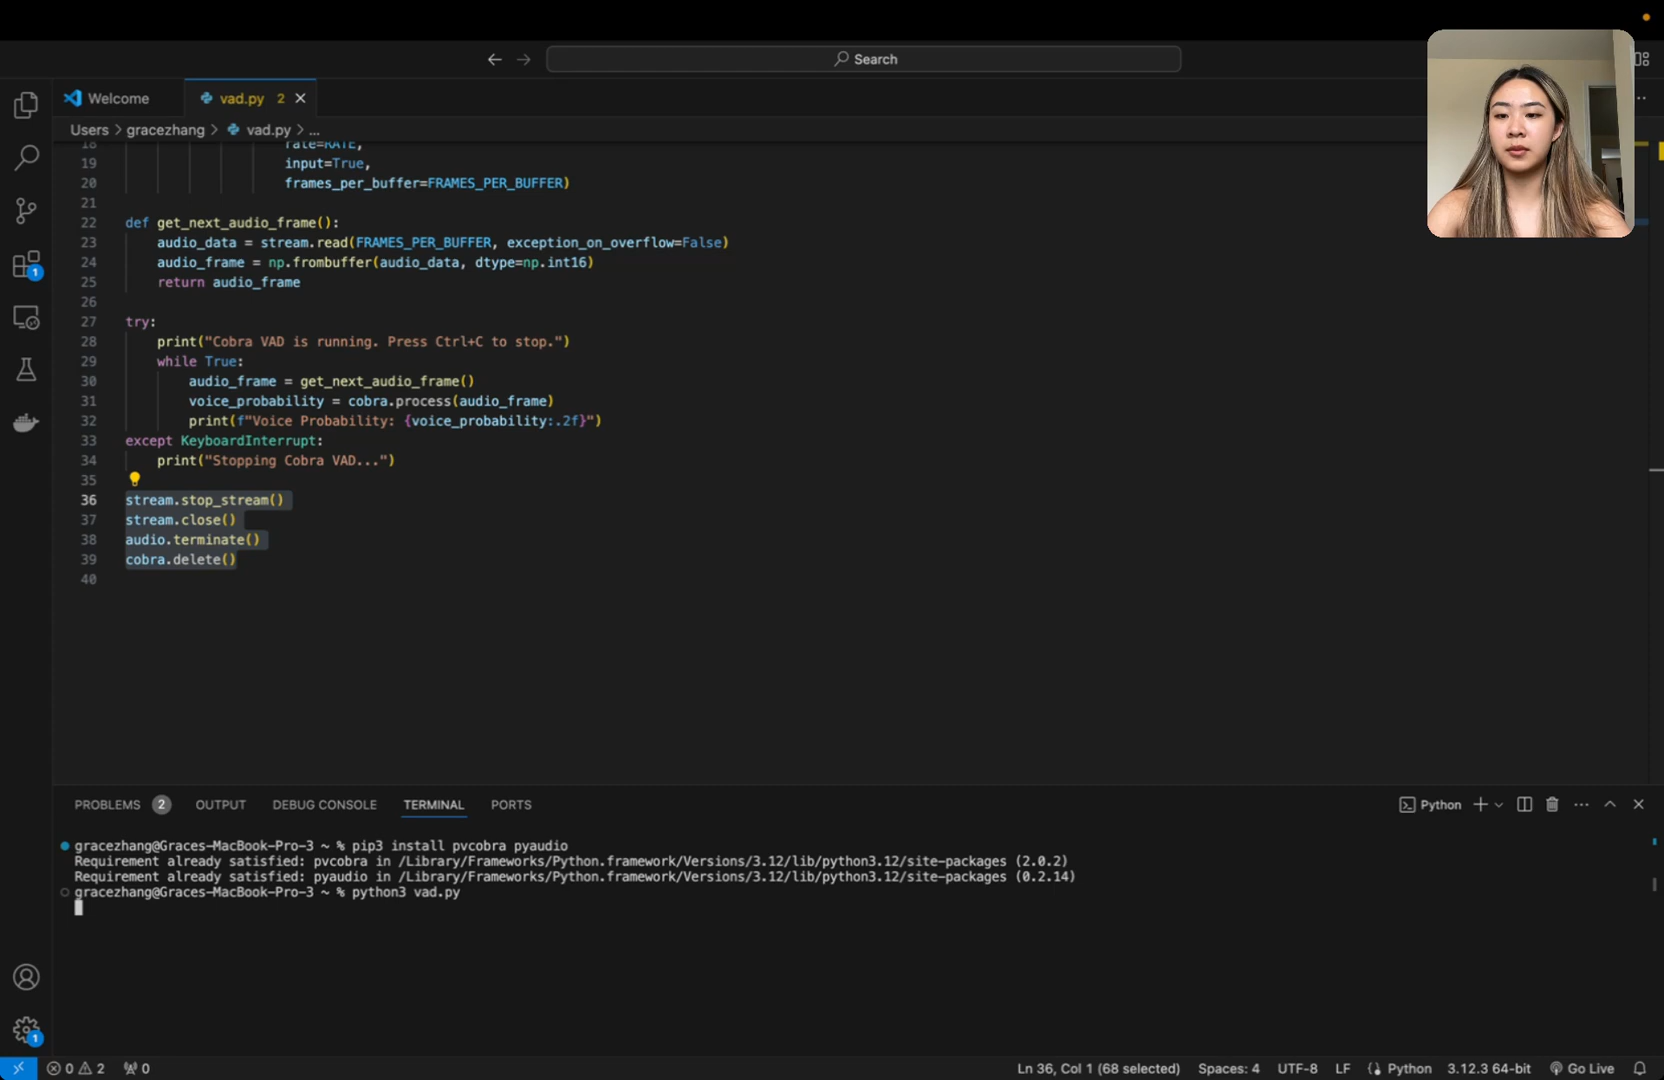 Search
Welcome
vad.py 2
Users > gracezhang > vad.py > ...
18 rate=RATE,
19 input=True,
20 frames_per_buffer=FRAMES_PER_BUFFER)
21
22 def get_next_audio_frame():
23 audio_data = stream.read(FRAMES_PER_BUFFER, exception_on_overflow=False)
24 audio_frame = np.frombuffer(audio_data, dtype=np.int16)
25 return audio_frame
26
27 try:
28 print("Cobra VAD is running. Press Ctrl+C to stop.")
29 while True:
30 audio_frame = get_next_audio_frame()
31 voice_probability = cobra.process(audio_frame)
32 print(f"Voice Probability: {voice_probability:.2f}")
33 except KeyboardInterrupt:
34 print("Stopping Cobra VAD...")
35
36 stream.stop_stream()
37 stream.close()
38 audio.terminate()
39 cobra.delete()
40
1
PROBLEMS 2 OUTPUT DEBUG CONSOLE TERMINAL PORTS
Python
gracezhang@Graces-MacBook-Pro-3 ~ % pip3 install pvcobra pyaudio
Requirement already satisfied: pvcobra in /Library/Frameworks/Python.framework/Versions/3.12/lib/python3.12/site-packages (2.0.2)
Requirement already satisfied: pyaudio in /Library/Frameworks/Python.framework/Versions/3.12/lib/python3.12/site-packages (0.2.14)
gracezhang@Graces-MacBook-Pro-3 ~ % python3 vad.py
1
0 2 0 Ln 36, Col 1 (68 selected) Spaces: 4 UTF-8 LF Python 3.12.3 64-bit Go Live